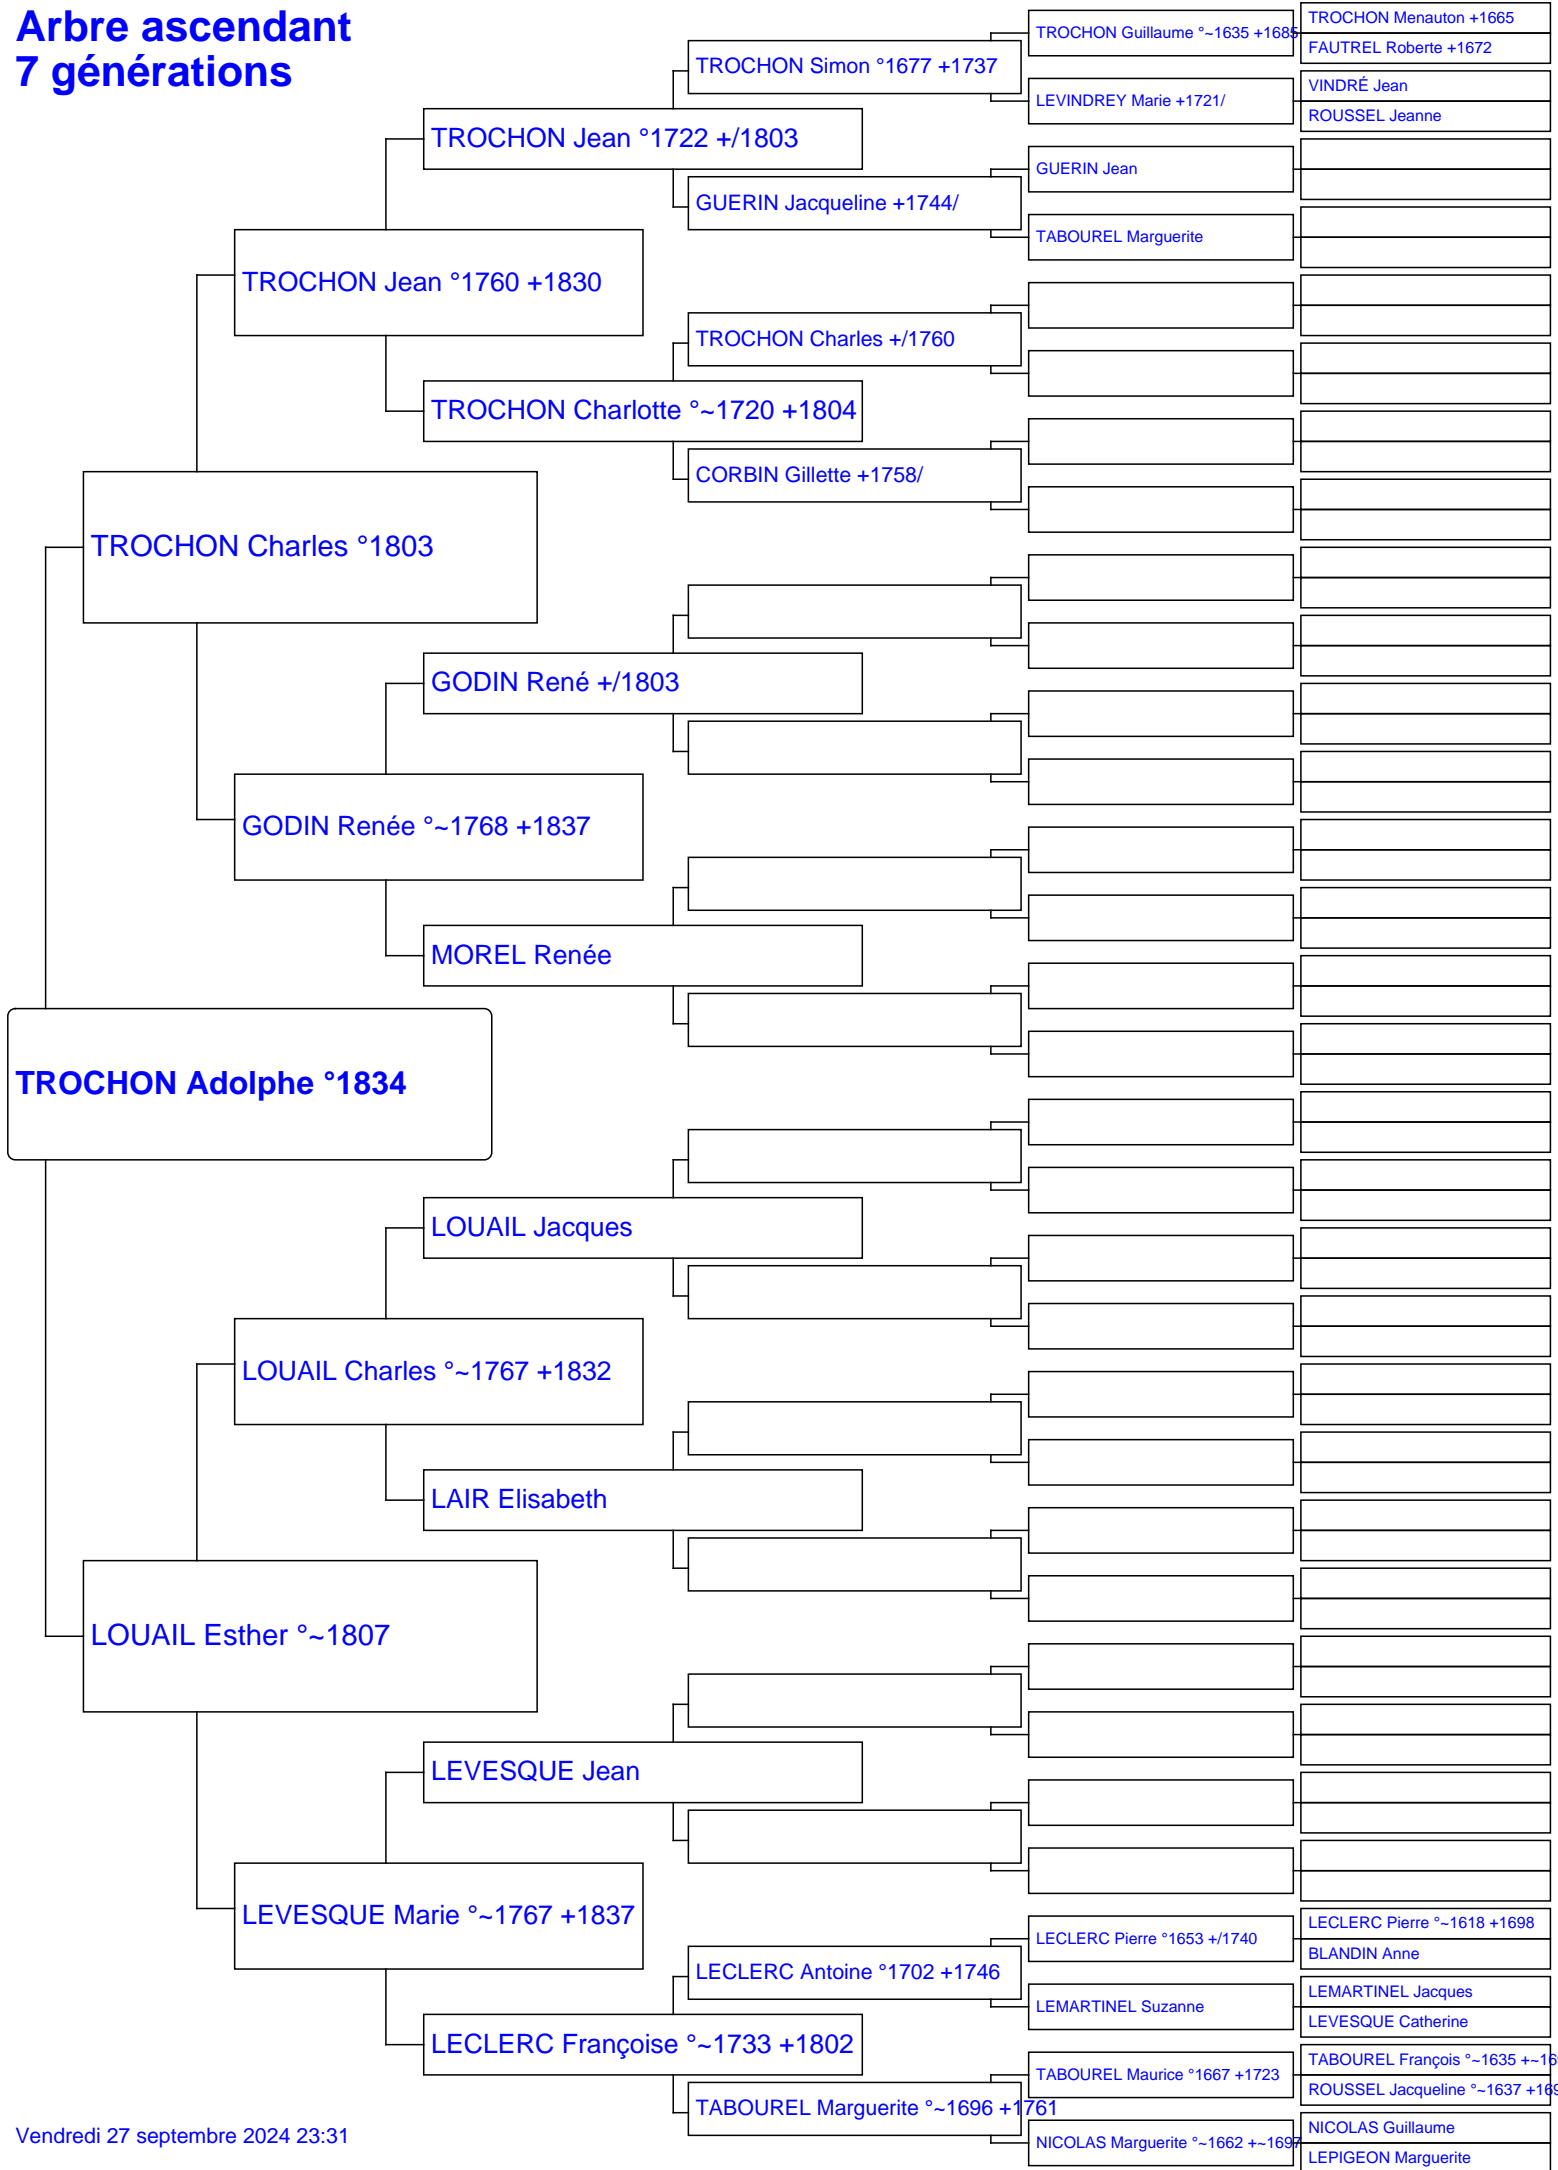 Arbre ascendant
7 générations
TROCHON Adolphe °1834
TROCHON Charles °1803
LOUAIL Esther °~1807
TROCHON Jean °1760 +1830
GODIN Renée °~1768 +1837
LOUAIL Charles °~1767 +1832
LEVESQUE Marie °~1767 +1837
TROCHON Jean °1722 +/1803
TROCHON Charlotte °~1720 +1804
GODIN René +/1803
MOREL Renée
LOUAIL Jacques
LAIR Elisabeth
LEVESQUE Jean
LECLERC Françoise °~1733 +1802
TROCHON Simon °1677 +1737
GUERIN Jacqueline +1744/
TROCHON Charles +/1760
CORBIN Gillette +1758/
LECLERC Antoine °1702 +1746
TABOUREL Marguerite °~1696 +1761
TROCHON Guillaume °~1635 +1685
LEVINDREY Marie +1721/
GUERIN Jean
TABOUREL Marguerite
LECLERC Pierre °1653 +/1740
LEMARTINEL Suzanne
TABOUREL Maurice °1667 +1723
NICOLAS Marguerite °~1662 +~1697
TROCHON Menauton +1665
FAUTREL Roberte +1672
VINDRÉ Jean
ROUSSEL Jeanne
LECLERC Pierre °~1618 +1698
BLANDIN Anne
LEMARTINEL Jacques
LEVESQUE Catherine
TABOUREL François °~1635
ROUSSEL Jacqueline °~1637
NICOLAS Guillaume
LEPIGEON Marguerite
Vendredi 27 septembre 2024 23:31